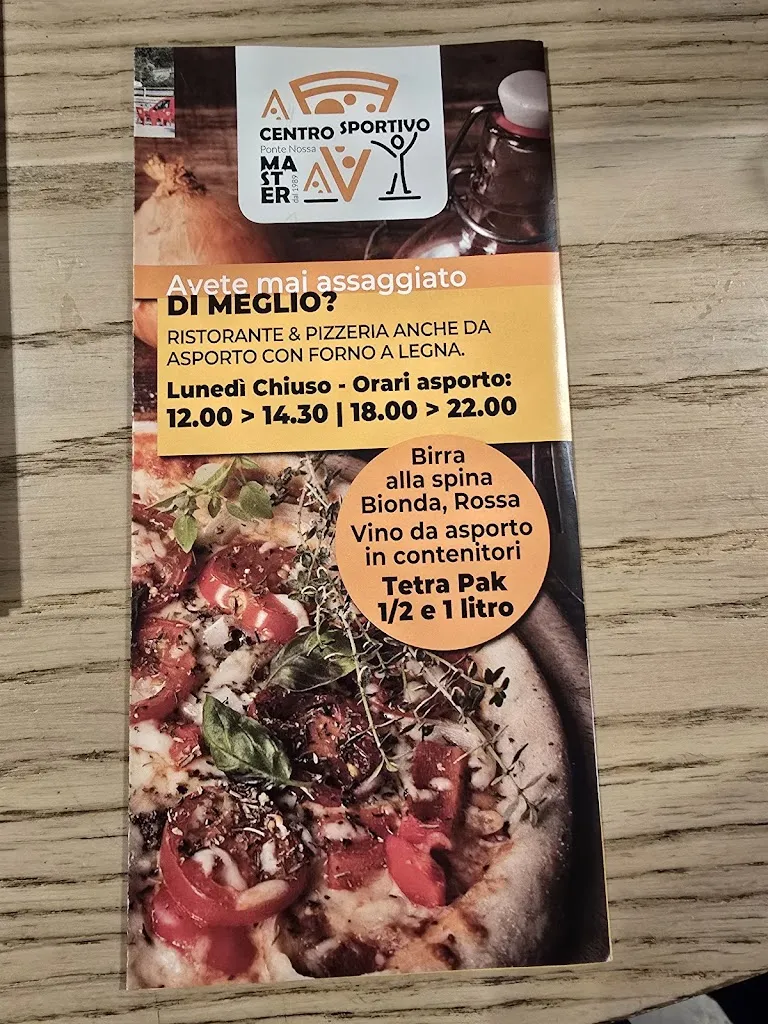 CENTRO SPORTIVO
Ponte Nossa
MA
ST
ER
dal 1989
Avete mai assaggiato
DI MEGLIO?
RISTORANTE & PIZZERIA ANCHE DA
ASPORTO CON FORNO A LEGNA.
Lunedì Chiuso - Orari asporto:
12.00 > 14.30 | 18.00 > 22.00
Birra
alla spina
Bionda, Rossa
Vino da asporto
in contenitori
Tetra Pak
1/2 e 1 litro